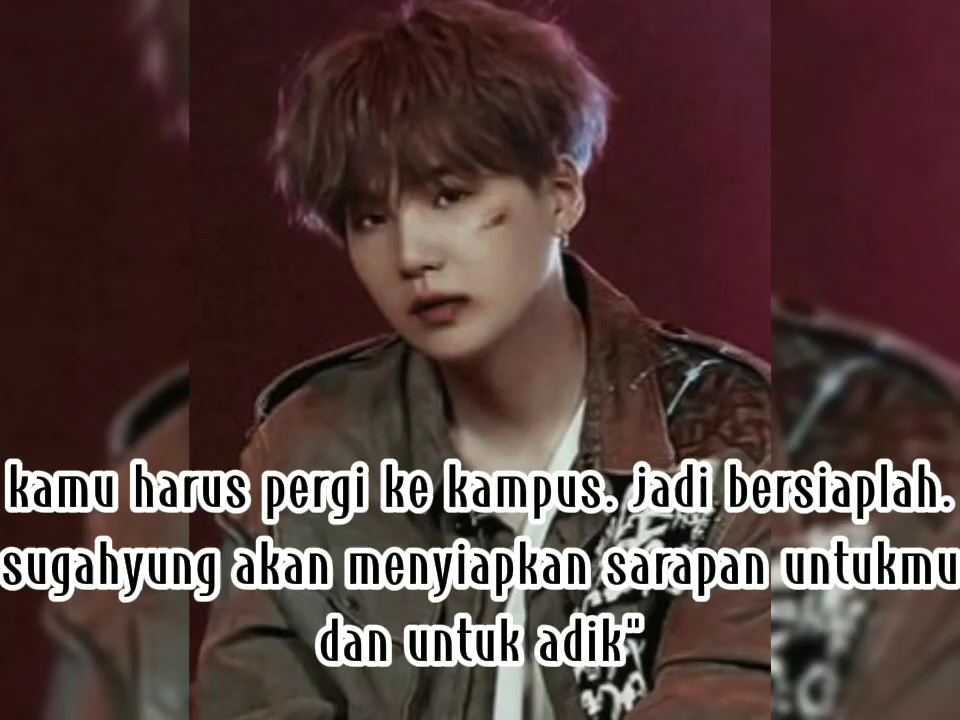 kamu harus pergi ke kampus. jadi bersiaplah.
sugahyung akan menyiapkan sarapan untukmu
dan untuk adik"